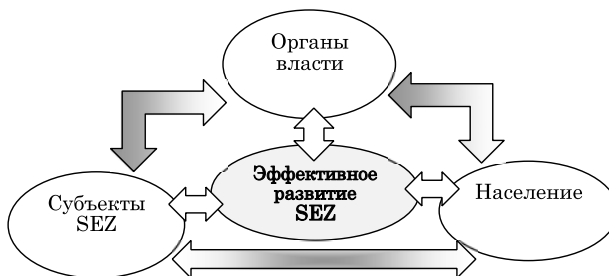 Органы
власти
Эффективное
развитие
SEZ
Субъекты
SEZ
Население